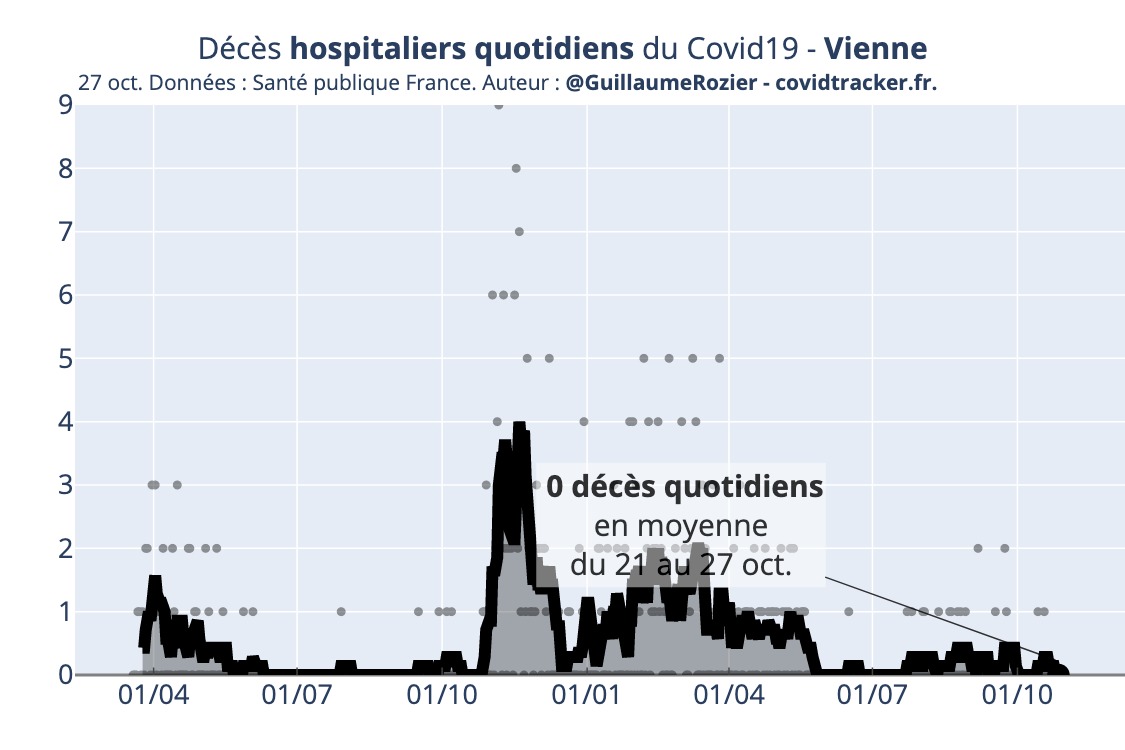 Décès hospitaliers quotidiens du Covid19 - Vienne
27 oct. Données : Santé publique France. Auteur : @GuillaumeRozier - covidtracker.fr.
9
8
7
6
5
4
3
2
1
0
0 décès quotidiens
en moyenne
du 21 au 27 oct.
01/04 01/07 01/10 01/01 01/04 01/07 01/10